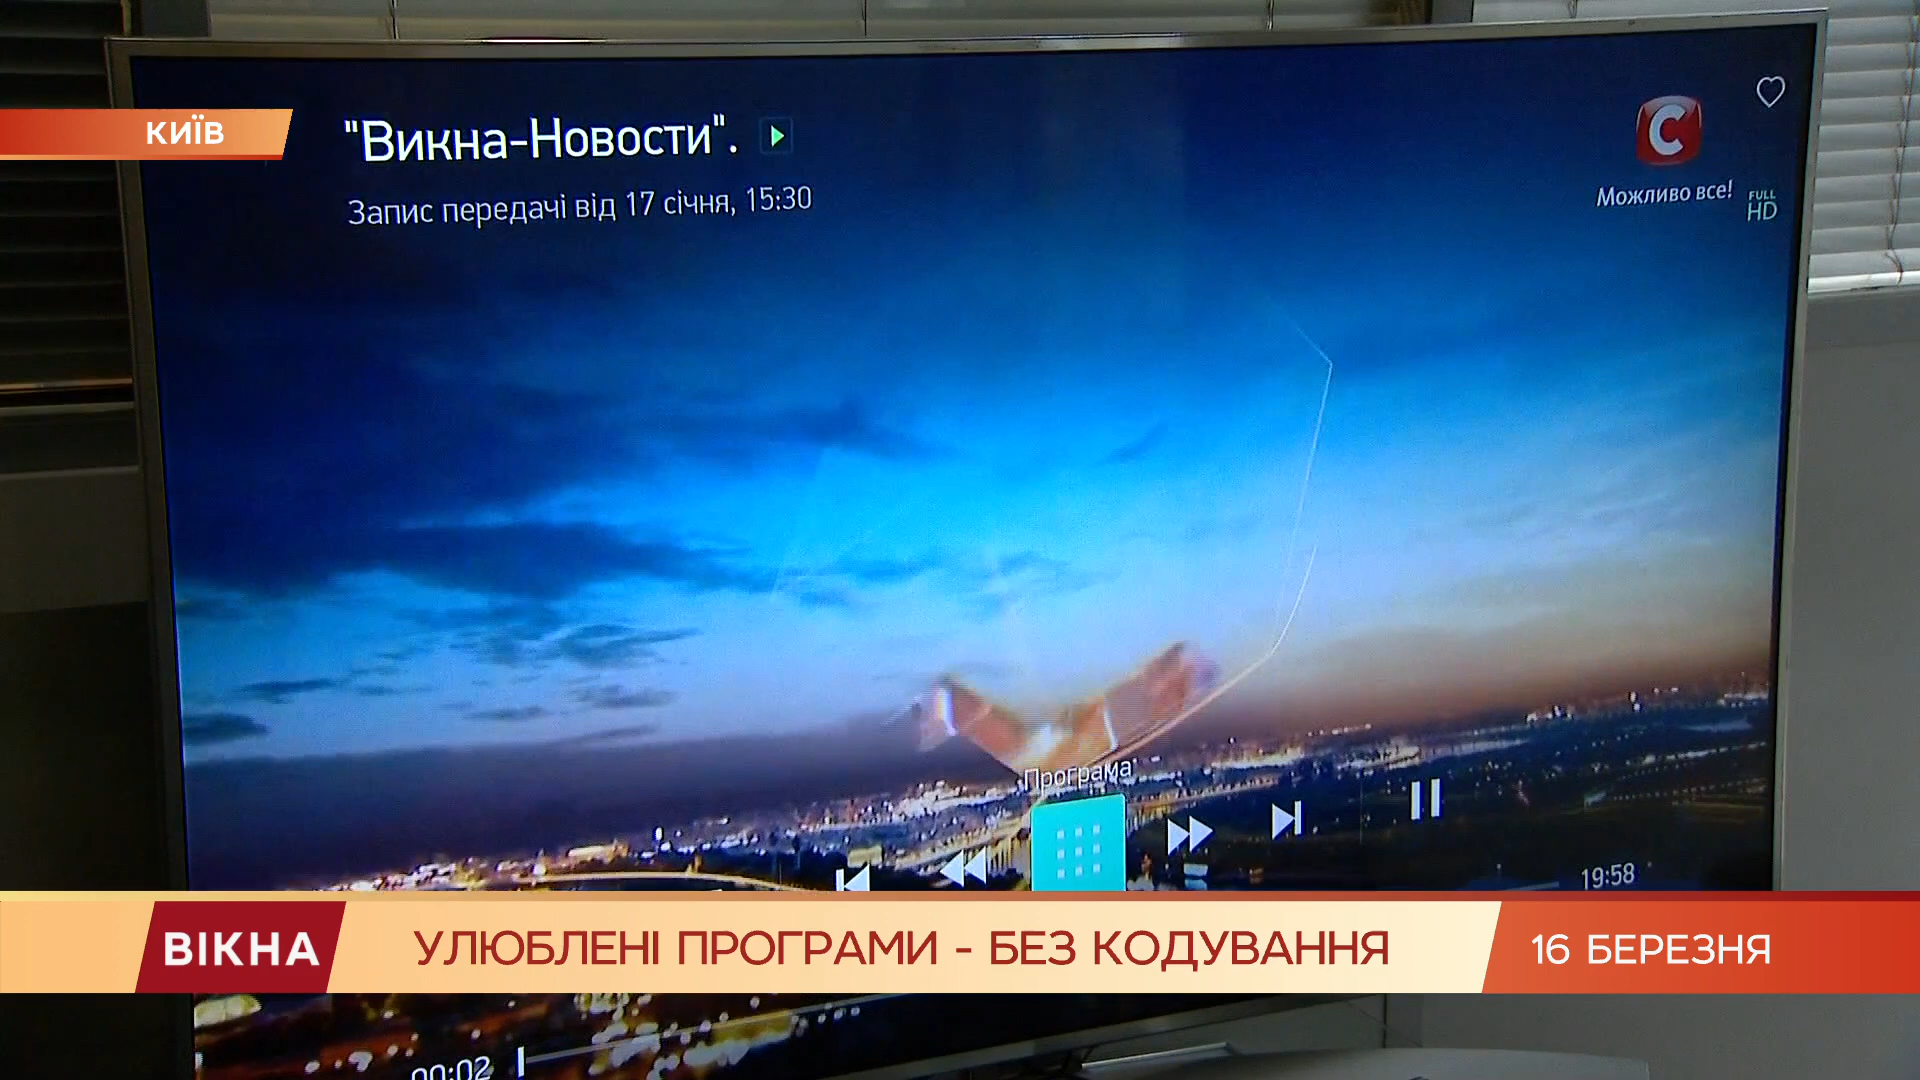 КИЇВ
"Викна-Новости".
Запис передачі від 17 січня, 15:30
С
Можливо все!
FULL
HD
Програма
19:58
ВІКНА
УЛЮБЛЕНІ ПРОГРАМИ - БЕЗ КОДУВАННЯ
16 БЕРЕЗНЯ
00:02